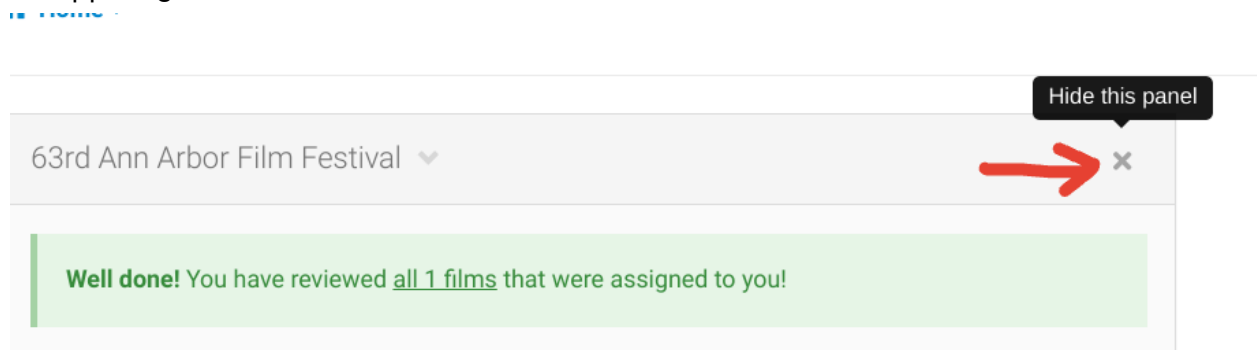 Home
Hide this panel
63rd Ann Arbor Film Festival
Well done! You have reviewed all 1 films that were assigned to you!